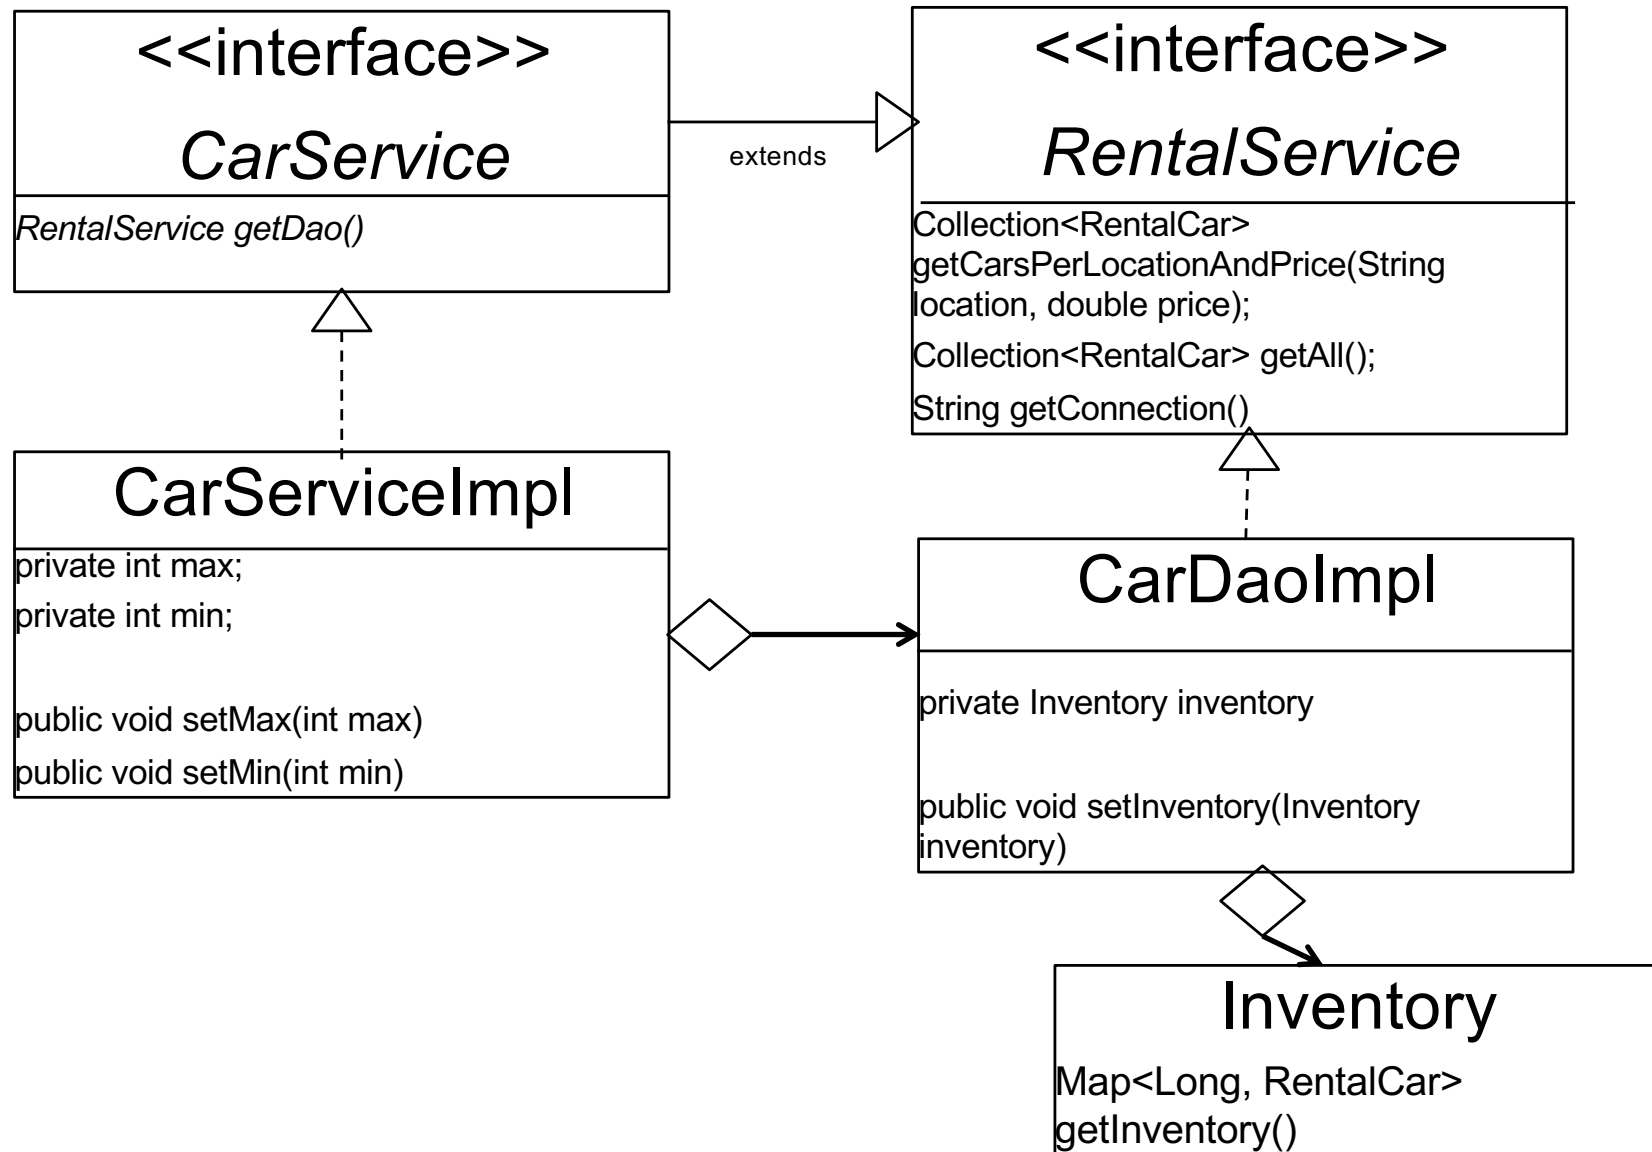 <<interface>>
CarService
RentalService getDao()
extends
<<interface>>
RentalService
Collection<RentalCar>
getCarsPerLocationAndPrice(String
location, double price);
Collection<RentalCar> getAll();
String getConnection()
CarServiceImpl
private int max;
private int min;
public void setMax(int max)
public void setMin(int min)
CarDaoImpl
private Inventory inventory
public void setInventory(Inventory
inventory)
Inventory
Map<Long, RentalCar>
getInventory()